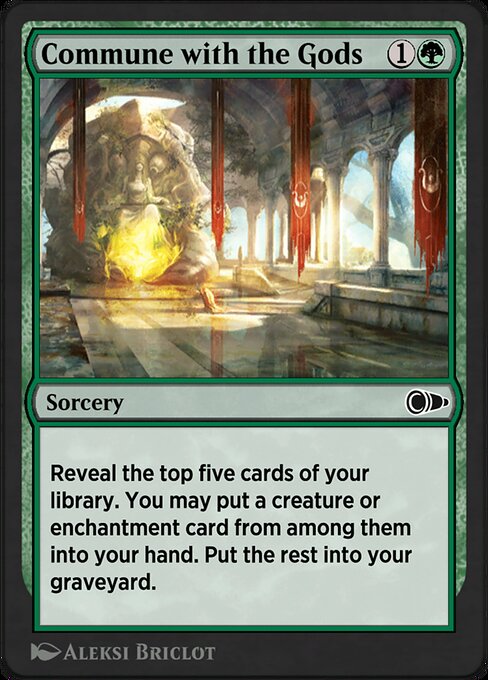 Commune with the Gods 1
Sorcery
Reveal the top five cards of your
library. You may put a creature or
enchantment card from among them
into your hand. Put the rest into your
graveyard.
Aleksi Briclot